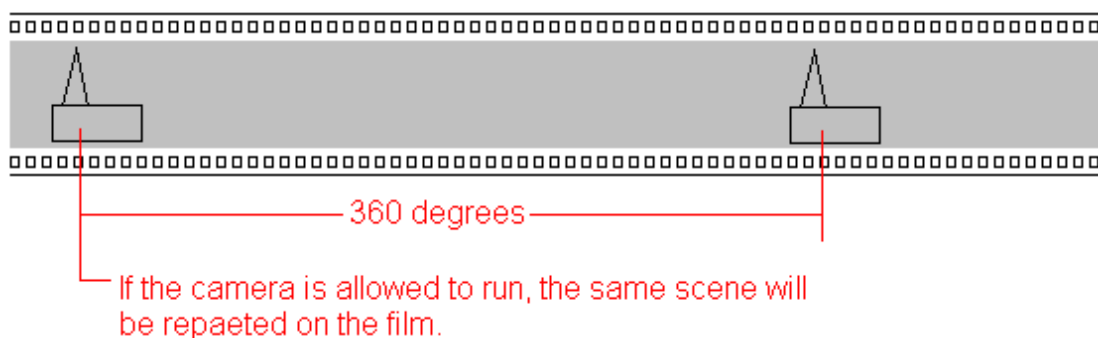 360 degrees
If the camera is allowed to run, the same scene will
be repaeted on the film.